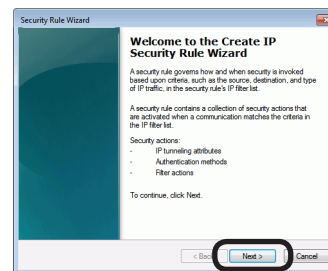 Security Rule Wizard
Welcome to the Create IP
Security Rule Wizard
A security rule governs how and when security is invoked
based upon criteria, such as the source, destination, and type
of IP traffic, in the security rule's IP filter list.
A security rule contains a collection of security actions that
are activated when a communication matches the criteria in
the IP filter list.
Security actions:
- IP tunneling attributes
- Authentication methods
- Filter actions
To continue, click Next.
< Back Next > Cancel